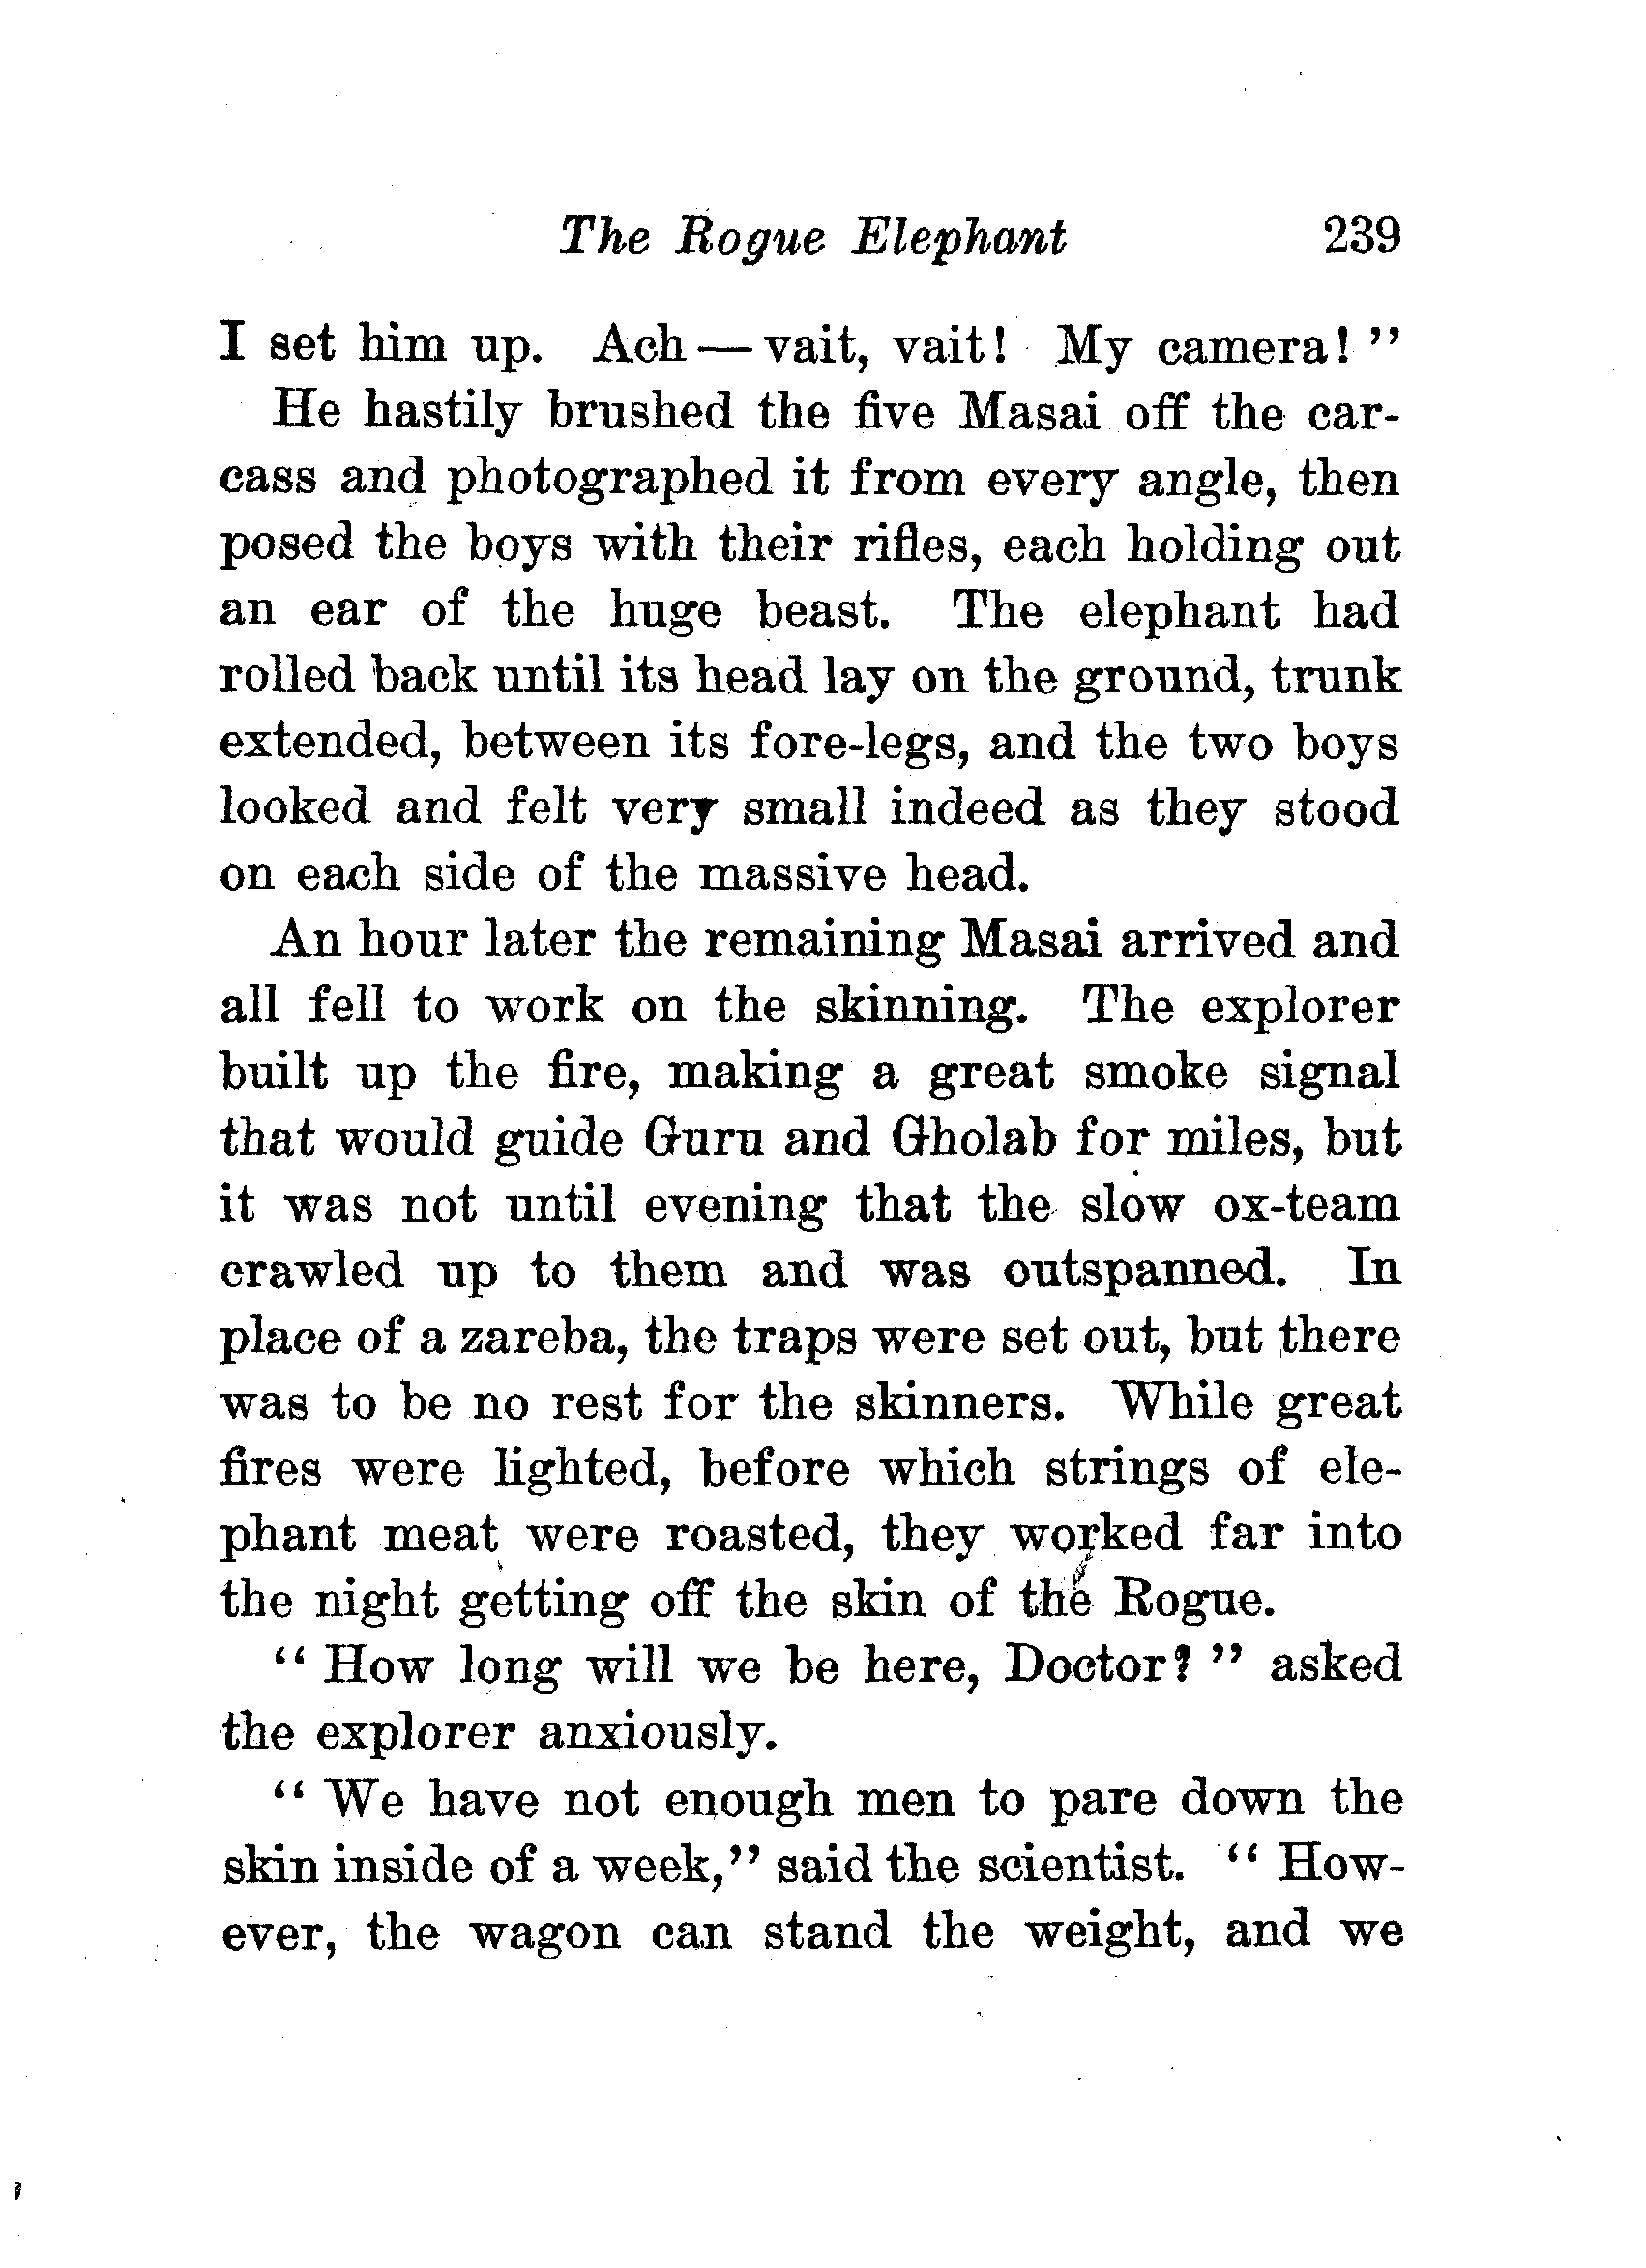 The Rogue Elephant 239
I set him up. Ach — vait, vait! My camera!”
He hastily brushed the five Masai off the car-
cass and photographed it from every angle, then
posed the boys with their rifles, each holding out
an ear of the huge beast. The elephant had
rolled back until its head lay on the ground, trunk
extended, between its fore-legs, and the two boys
looked and felt very small indeed as they stood
on each side of the massive head.
An hour later the remaining Masai arrived and
all fell to work on the skinning. The explorer
built up the fire, making a great smoke signal
that would guide Guru and Gholab for miles, but
it was not until evening that the slow ox-team
crawled up to them and was outspanned. In
place of a zareba, the traps were set out, but there
was to be no rest for the skinners. While great
fires were lighted, before which strings of ele-
phant meat were roasted, they worked far into
the night getting off the skin of the Rogue.
“How long will we be here, Doctor?” asked
the explorer anxiously.
“We have not enough men to pare down the
skin inside of a week,” said the scientist. “How-
ever, the wagon can stand the weight, and we